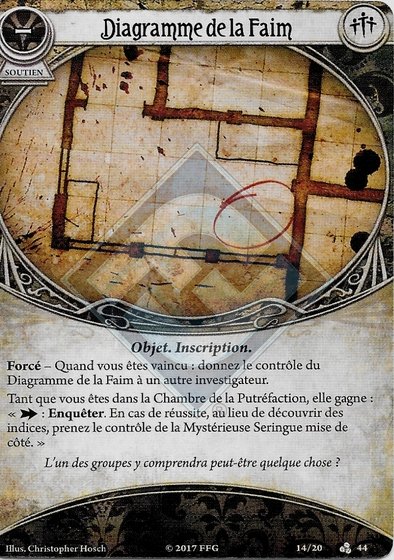 Diagramme de la Faim
SOUTIEN
Objet. Inscription.
Forcé – Quand vous êtes vaincu : donnez le contrôle du
Diagramme de la Faim à un autre investigateur.
Tant que vous êtes dans la Chambre de la Putréfaction, elle gagne :
« : Enquêter. En cas de réussite, au lieu de découvrir des
indices, prenez le contrôle de la Mystérieuse Seringue mise de
côté. »
L'un des groupes y comprendra peut-être quelque chose ?
Illus. Christopher Hosch © 2017 FFG 14/20 44